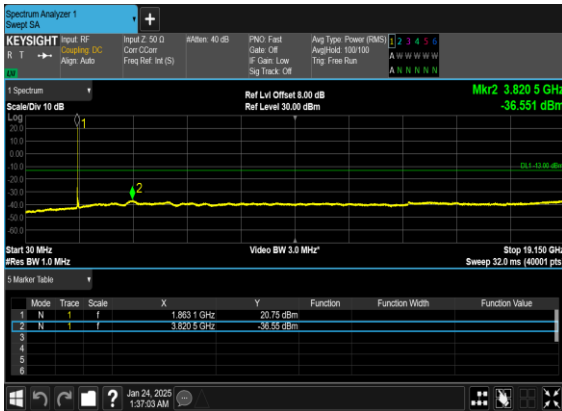 Spectrum Analyzer 1
Swept SA
+
KEYSIGHT Input: RF Input Z: 50 Ω #Atten: 40 dB PNO: Fast Avg Type: Power (RMS) 1 2 3 4 5 6
R T Coupling: DC Corr CCorr Gate: Off Avg|Hold: 100/100 A W W W W W
Align: Auto Freq Ref: Int (S) IF Gain: Low Trig: Free Run
Sig Track: Off A N N N N N
1 Spectrum Ref Lvl Offset 8.00 dB Mkr2 3.820 5 GHz
Scale/Div 10 dB Ref Level 30.00 dBm -36.551 dBm
Log
20.0 1
10.0
0.00
-10.0 DL1 -13.00 dBm
-20.0
-30.0 2
-40.0
-50.0
-60.0
Start 30 MHz Video BW 3.0 MHz* Stop 19.150 GHz
#Res BW 1.0 MHz Sweep 32.0 ms (40001 pts)
5 Marker Table
Mode Trace Scale X Y Function Function Width Function Value
1 N 1 f 1.863 1 GHz 20.75 dBm
2 N 1 f 3.820 5 GHz -36.55 dBm
3
4
5
6
? Jan 24, 2025
1:37:03 AM